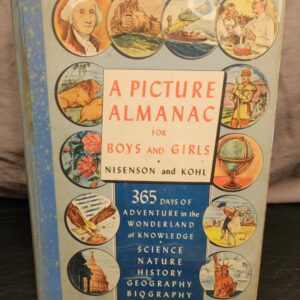 A PICTURE
ALMANAC
FOR
BOYS AND GIRLS
•
NISENSON and KOHL
365 DAYS OF
ADVENTURE in the
WONDERLAND
of KNOWLEDGE
SCIENCE
NATURE
HISTORY
GEOGRAPHY
BIOGRAPHY